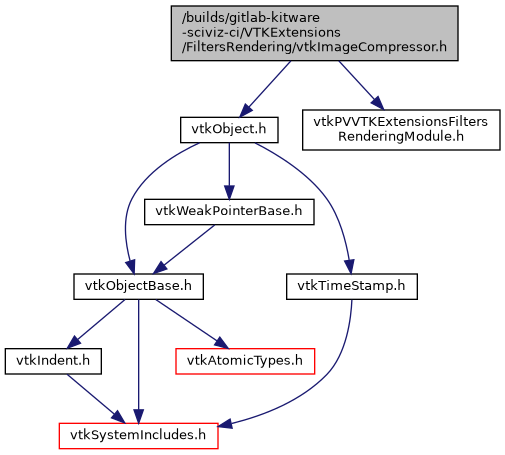 /builds/gitlab-kitware
-sciviz-ci/VTKExtensions
/FiltersRendering/vtkImageCompressor.h
vtkObject.h
vtkPVVTKExtensionsFilters
RenderingModule.h
vtkWeakPointerBase.h
vtkObjectBase.h
vtkTimeStamp.h
vtkIndent.h
vtkAtomicTypes.h
vtkSystemIncludes.h